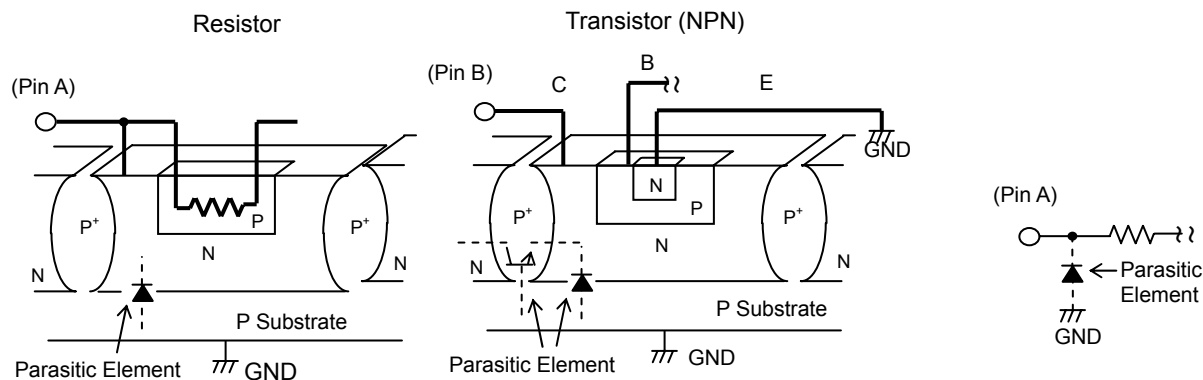 Resistor
Transistor (NPN)
(Pin A)
(Pin B)
C
B
E
GND
P+
P
N
N
P+
N
P Substrate
Parasitic Element
GND
P+
N
P
N
N
P+
N
P Substrate
Parasitic Element
GND
(Pin A)
Parasitic
Element
GND